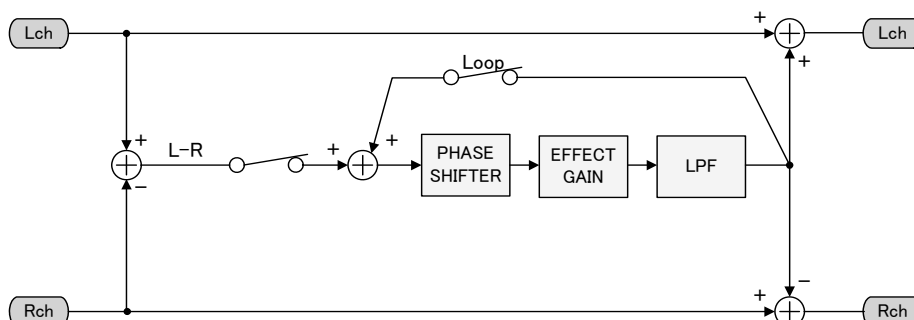 Lch
+
Lch
+
Loop
+
L-R
+
+
−
PHASE
SHIFTER
EFFECT
GAIN
LPF
−
Rch
+
Rch